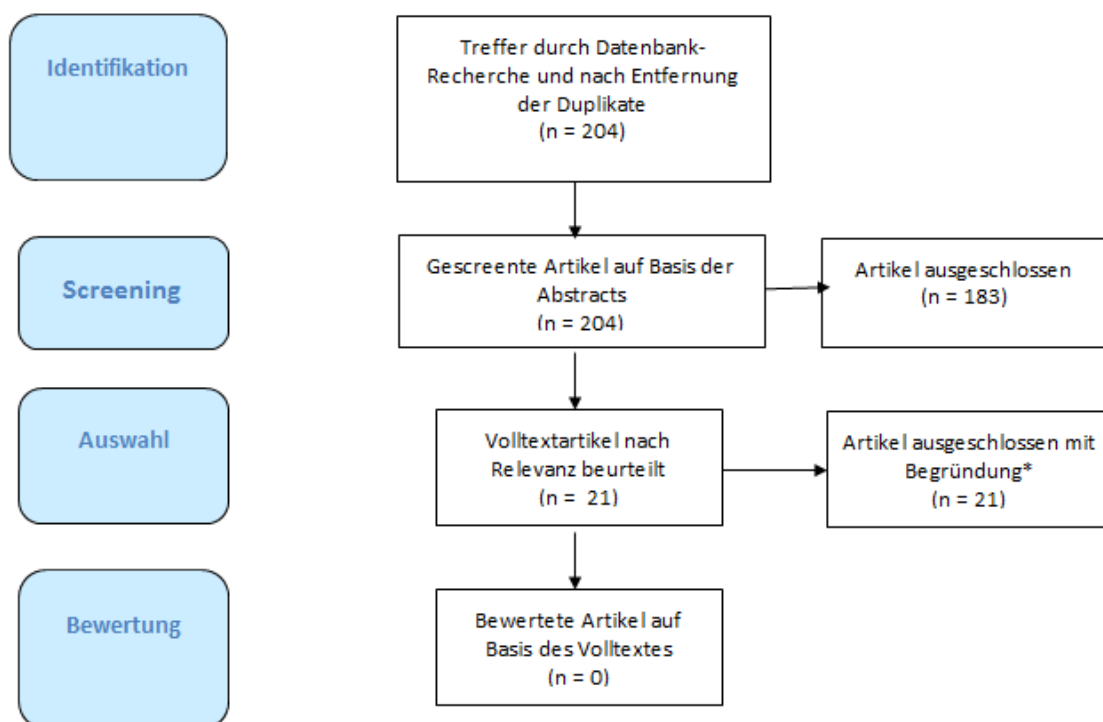 Identifikation
Treffer durch Datenbank-
Recherche und nach Entfernung
der Duplikate
(n = 204)
Screening
Gescreente Artikel auf Basis der
Abstracts
(n = 204)
Artikel ausgeschlossen
(n = 183)
Auswahl
Volltextartikel nach
Relevanz beurteilt
(n = 21)
Artikel ausgeschlossen mit
Begründung*
(n = 21)
Bewertung
Bewertete Artikel auf
Basis des Volltextes
(n = 0)